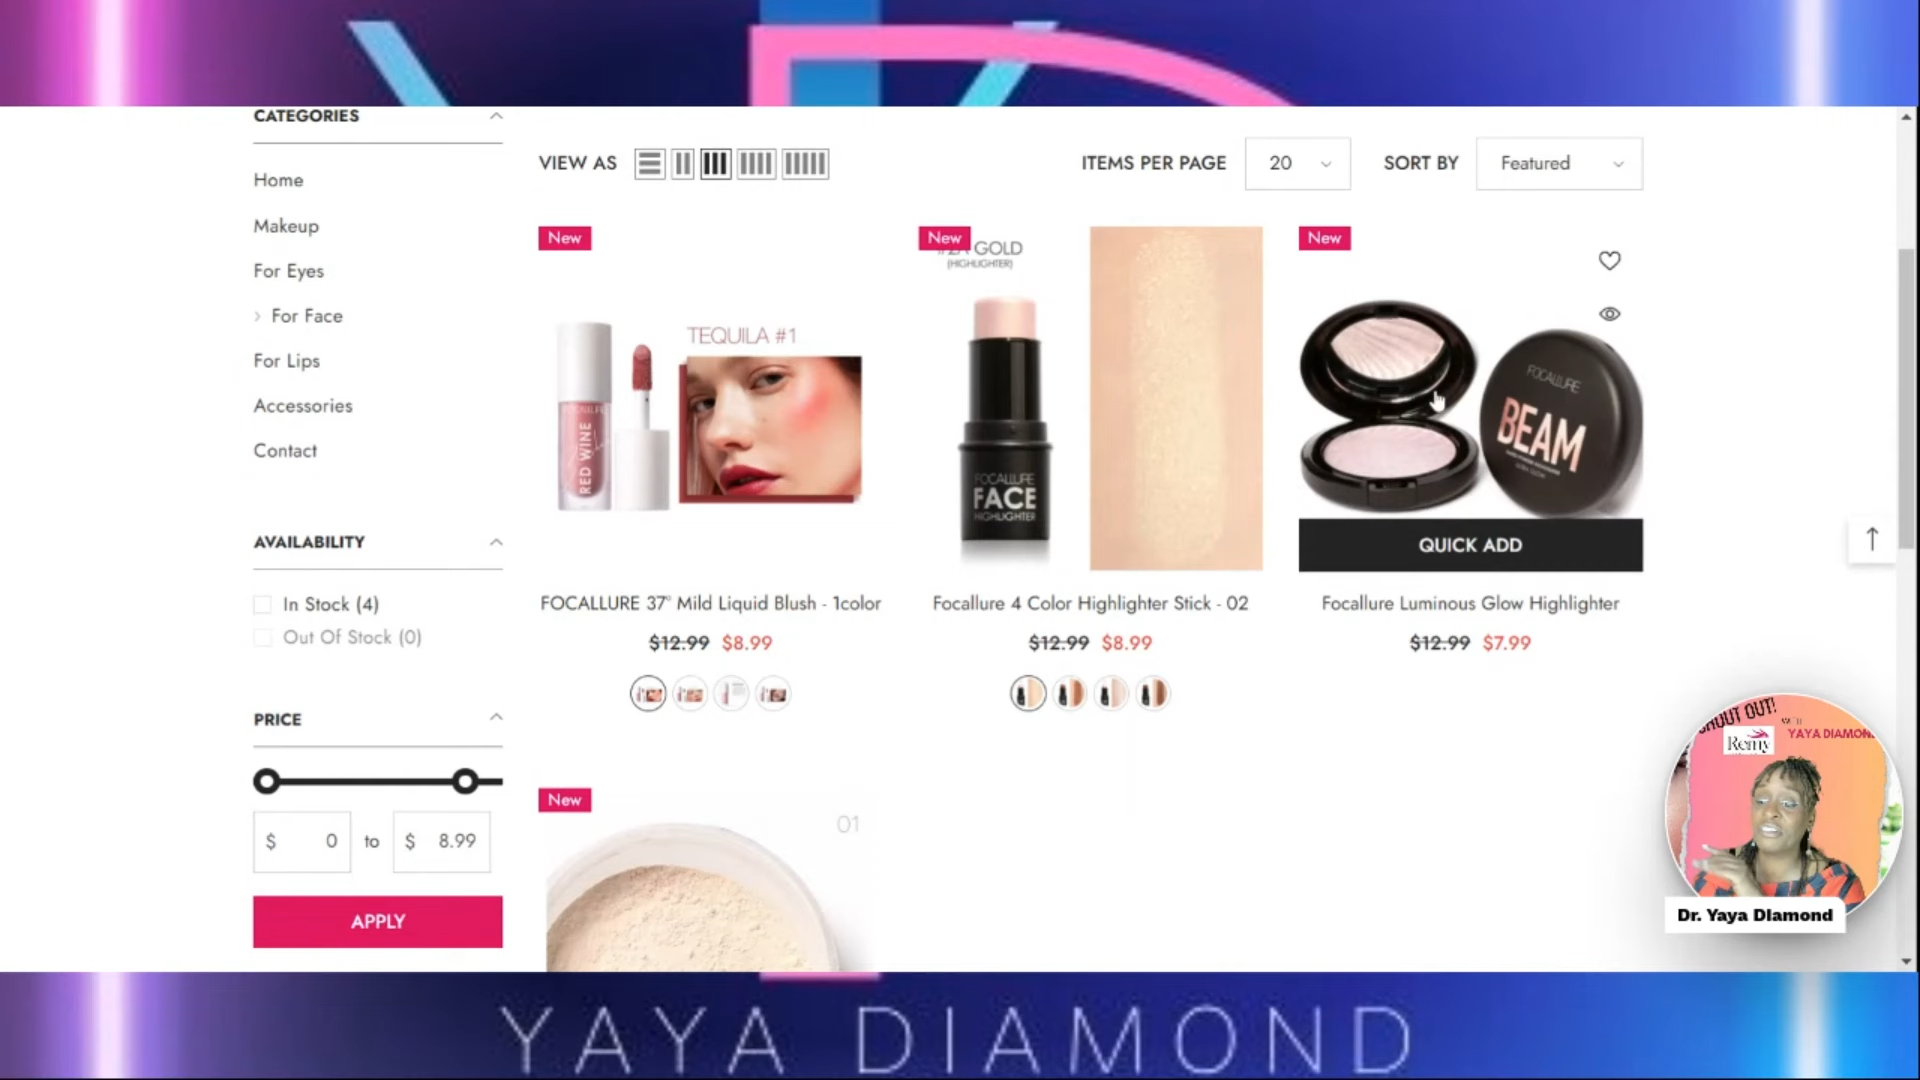 CATEGORIES
Home
Makeup
For Eyes
For Face
For Lips
Accessories
Contact
AVAILABILITY
In Stock (4)
Out Of Stock (0)
PRICE
$ 0 to $ 8.99
APPLY
VIEW AS
ITEMS PER PAGE 20 SORT BY Featured
New
TEQUILA #1
RED WINE
FOCALLURE 37° Mild Liquid Blush - 1color
$12.99 $8.99
New
GOLD
(HIGHLIGHTER)
FOCALLURE
FACE
HIGHLIGHTER
Focallure 4 Color Highlighter Stick - 02
$12.99 $8.99
New
FOCALLURE
BEAM
QUICK ADD
Focallure Luminous Glow Highlighter
$12.99 $7.99
New
01
OUT!
Remy
YAYA DIAMON
Dr. Yaya DIamond
YAYA DIAMOND